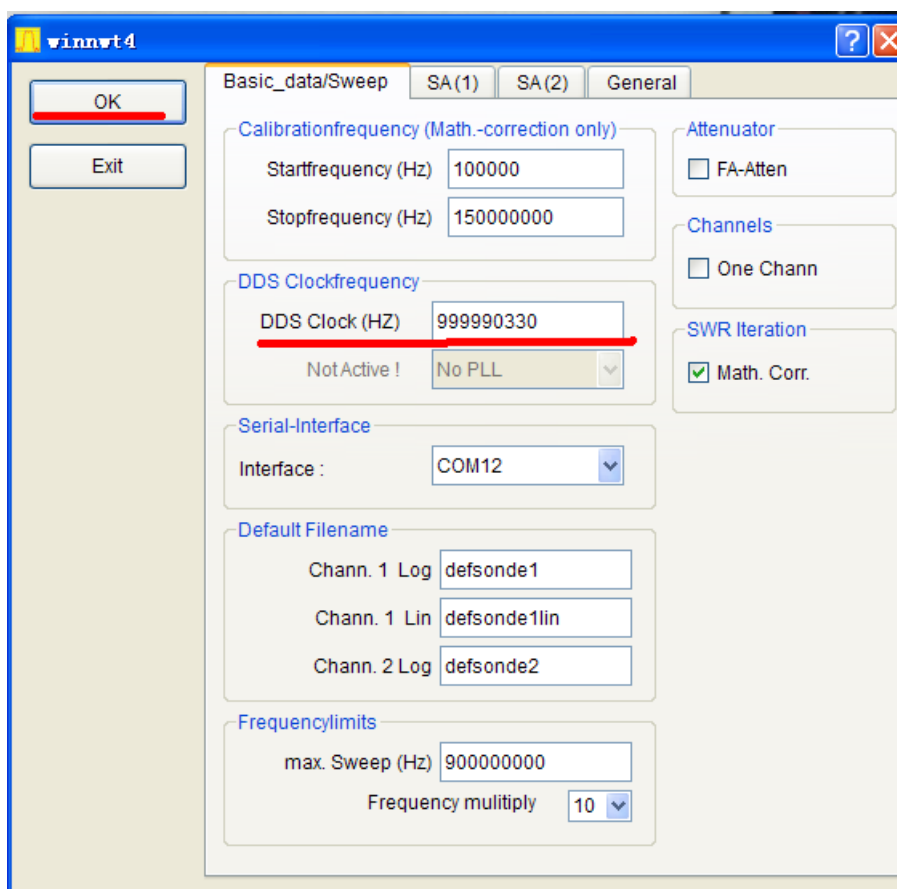 winnwt4
OK
Exit
Basic_data/Sweep SA(1) SA(2) General
Calibrationfrequency (Math.-correction only)
Startfrequency (Hz) 100000
Stopfrequency (Hz) 150000000
DDS Clockfrequency
DDS Clock (HZ) 999990330
Not Active ! No PLL
Serial-Interface
Interface : COM12
Default Filename
Chann. 1 Log defsonde1
Chann. 1 Lin defsonde1lin
Chann. 2 Log defsonde2
Frequencylimits
max. Sweep (Hz) 900000000
Frequency mulitiply 10
Attenuator
FA-Atten
Channels
One Chann
SWR Iteration
Math. Corr.